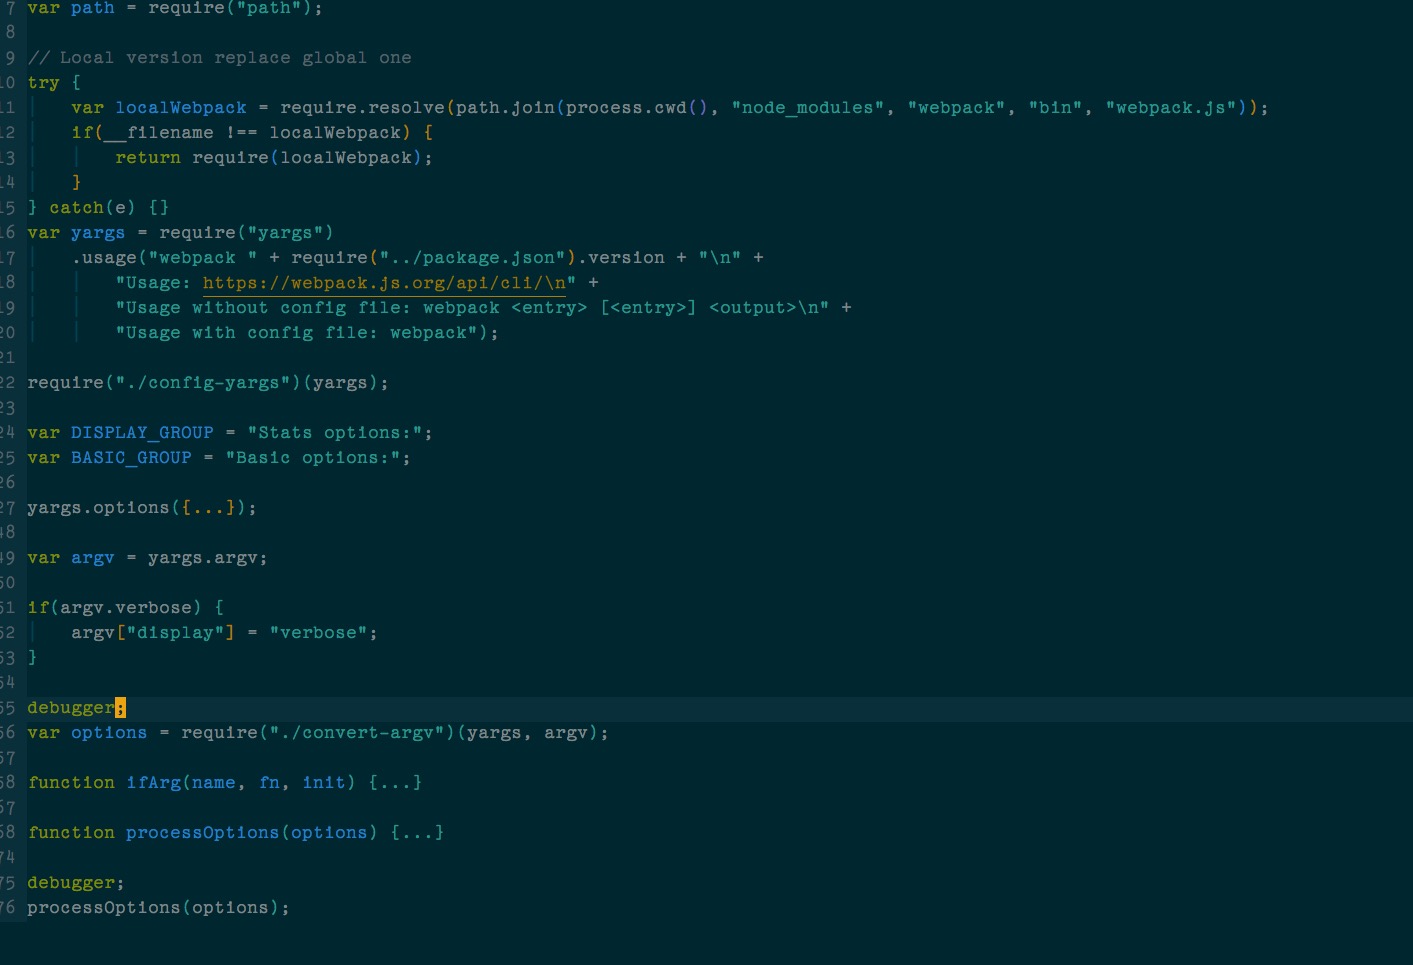 7 var path = require("path");
8
9 // Local version replace global one
10 try {
11 var localWebpack = require.resolve(path.join(process.cwd(), "node_modules", "webpack", "bin", "webpack.js"));
12 if(__filename !== localWebpack) {
13 return require(localWebpack);
14 }
15 } catch(e) {}
16 var yargs = require("yargs")
17 .usage("webpack " + require("../package.json").version + "\n" +
18 "Usage: https://webpack.js.org/api/cli/\n" +
19 "Usage without config file: webpack <entry> [<entry>] <output>\n" +
20 "Usage with config file: webpack");
21
22 require("./config-yargs")(yargs);
23
24 var DISPLAY_GROUP = "Stats options:";
25 var BASIC_GROUP = "Basic options:";
26
27 yargs.options({...});
48
49 var argv = yargs.argv;
50
51 if(argv.verbose) {
52 argv["display"] = "verbose";
53 }
54
55 debugger;
56 var options = require("./convert-argv")(yargs, argv);
57
58 function ifArg(name, fn, init) {...}
67
68 function processOptions(options) {...}
74
75 debugger;
76 processOptions(options);